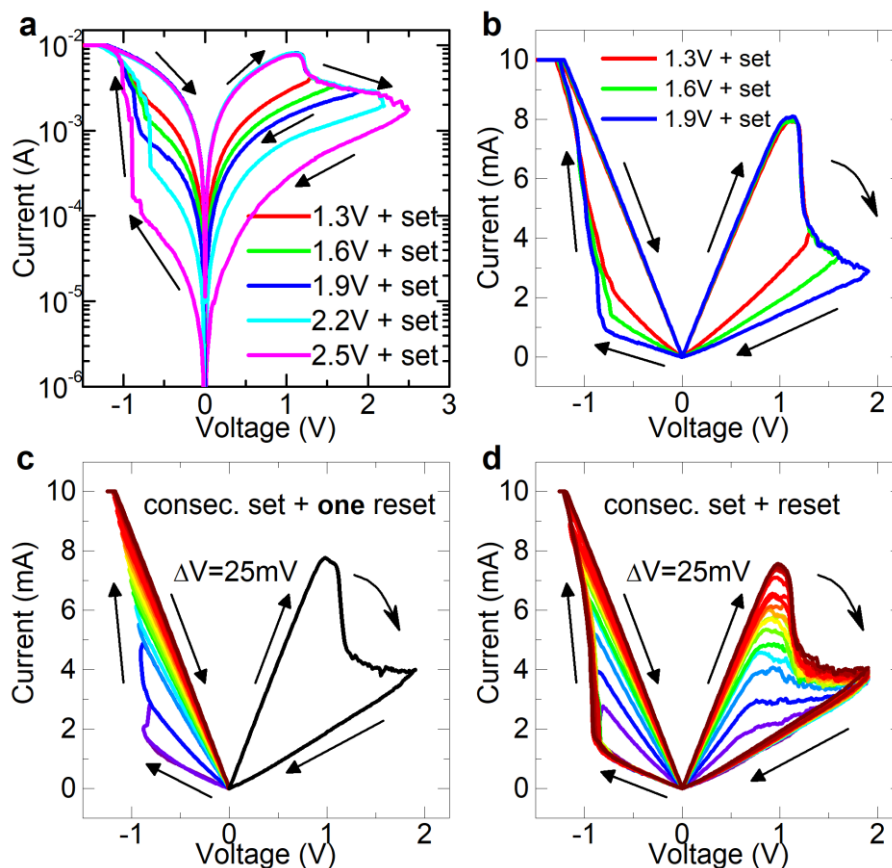 a
10⁻²
10⁻³
10⁻⁴
10⁻⁵
10⁻⁶
Current (A)
1.3V + set
1.6V + set
1.9V + set
2.2V + set
2.5V + set
-1 0 1 2 3
Voltage (V)
b
10
8
6
4
2
0
Current (mA)
1.3V + set
1.6V + set
1.9V + set
-1 0 1 2
Voltage (V)
c
10
8
6
4
2
0
Current (mA)
consec. set + one reset
ΔV=25mV
-1 0 1 2
Voltage (V)
d
10
8
6
4
2
0
Current (mA)
consec. set + reset
ΔV=25mV
-1 0 1 2
Voltage (V)